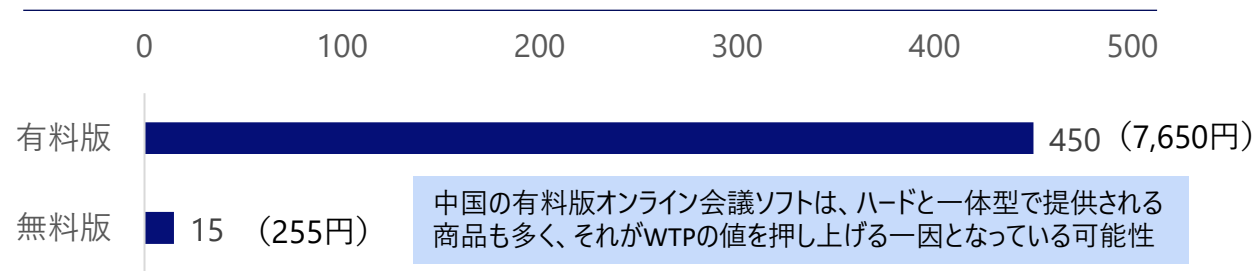 0 100 200 300 400 500
有料版 450 （7,650円）
無料版 15 （255円）
中国の有料版オンライン会議ソフトは、ハードと一体型で提供される
商品も多く、それがWTPの値を押し上げる一因となっている可能性